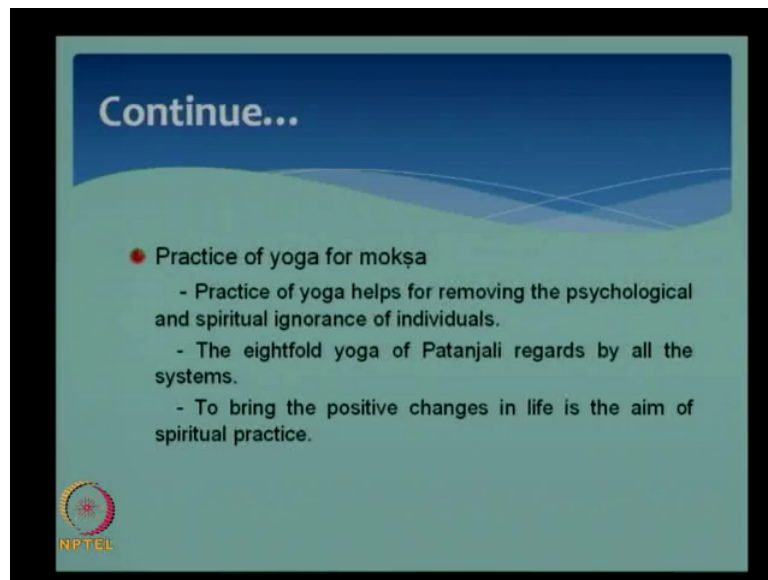 Continue...
Practice of yoga for mokṣa
- Practice of yoga helps for removing the psychological
and spiritual ignorance of individuals.
- The eightfold yoga of Patanjali regards by all the
systems.
- To bring the positive changes in life is the aim of
spiritual practice.
NPTEL